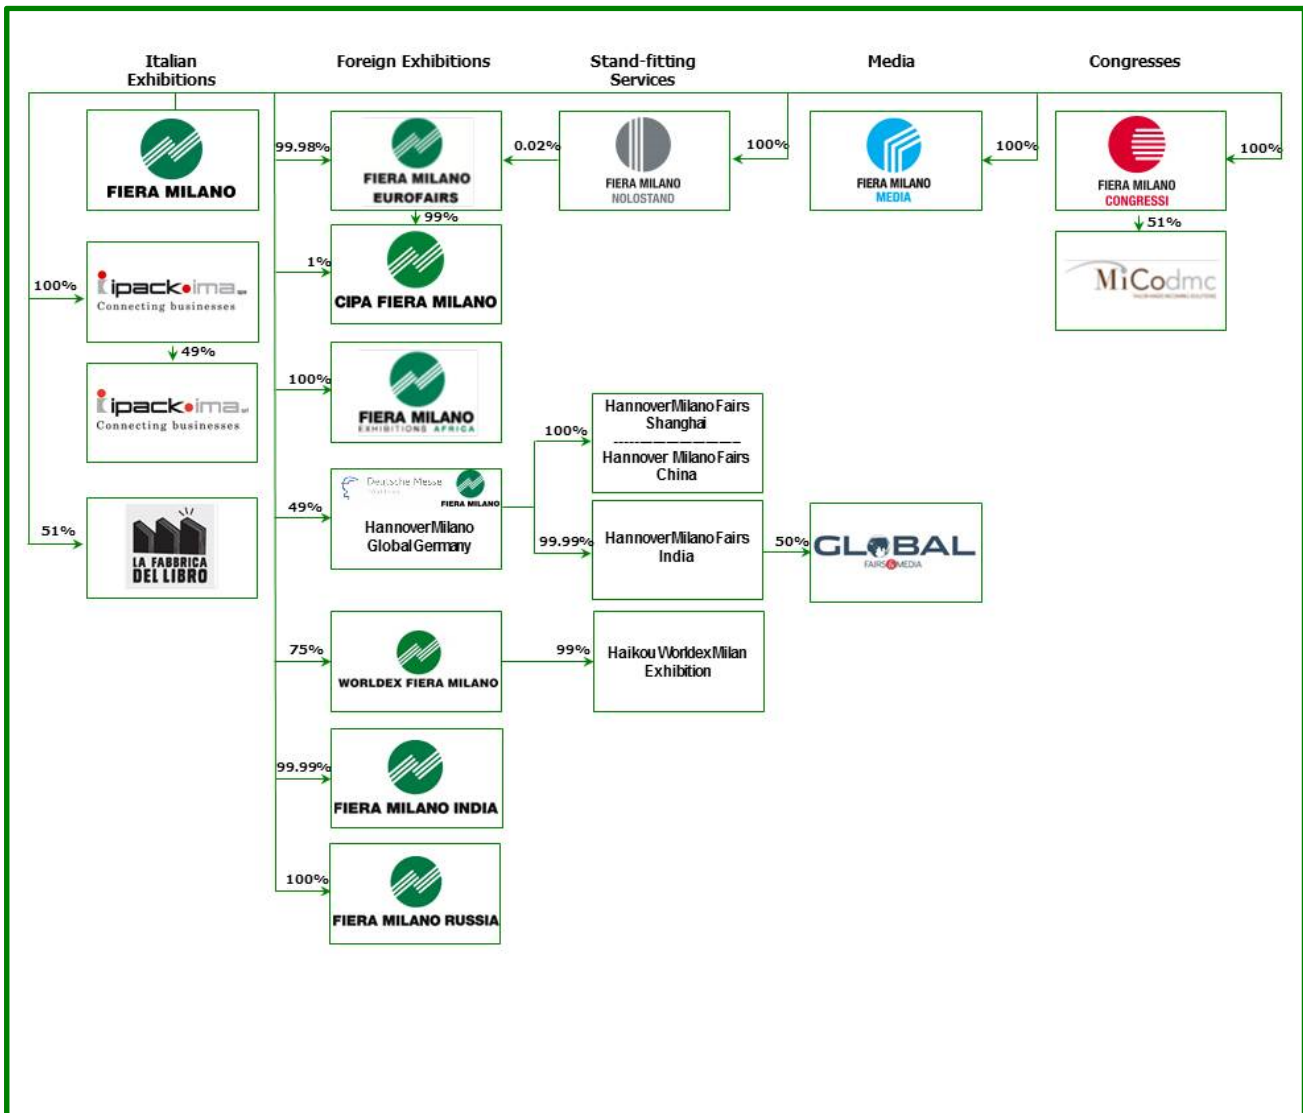 Italian
Exhibitions
Foreign Exhibitions
Stand-fitting
Services
Media
Congresses
FIERA MILANO
99.98%
FIERA MILANO
EUROFAIRS
0.02%
FIERA MILANO
NOLOSTAND
100%
FIERA MILANO
MEDIA
100%
FIERA MILANO
CONGRESSI
100%
99%
51%
100%
ipack•ima spa
Connecting businesses
1%
CIPA FIERA MILANO
MiCodmc
49%
ipack•ima srl
Connecting businesses
100%
FIERA MILANO
EXHIBITIONS AFRICA
100%
HannoverMilano Fairs
Shanghai
Hannover Milano Fairs
China
51%
LA FABBRICA
DEL LIBRO
49%
Deutsche Messe
FIERA MILANO
HannoverMilano
Global Germany
99.99%
HannoverMilano Fairs
India
50%
GLOBAL
FAIRS & MEDIA
75%
WORLDEX FIERA MILANO
99%
Haikou Worldex Milan
Exhibition
99.99%
FIERA MILANO INDIA
100%
FIERA MILANO RUSSIA